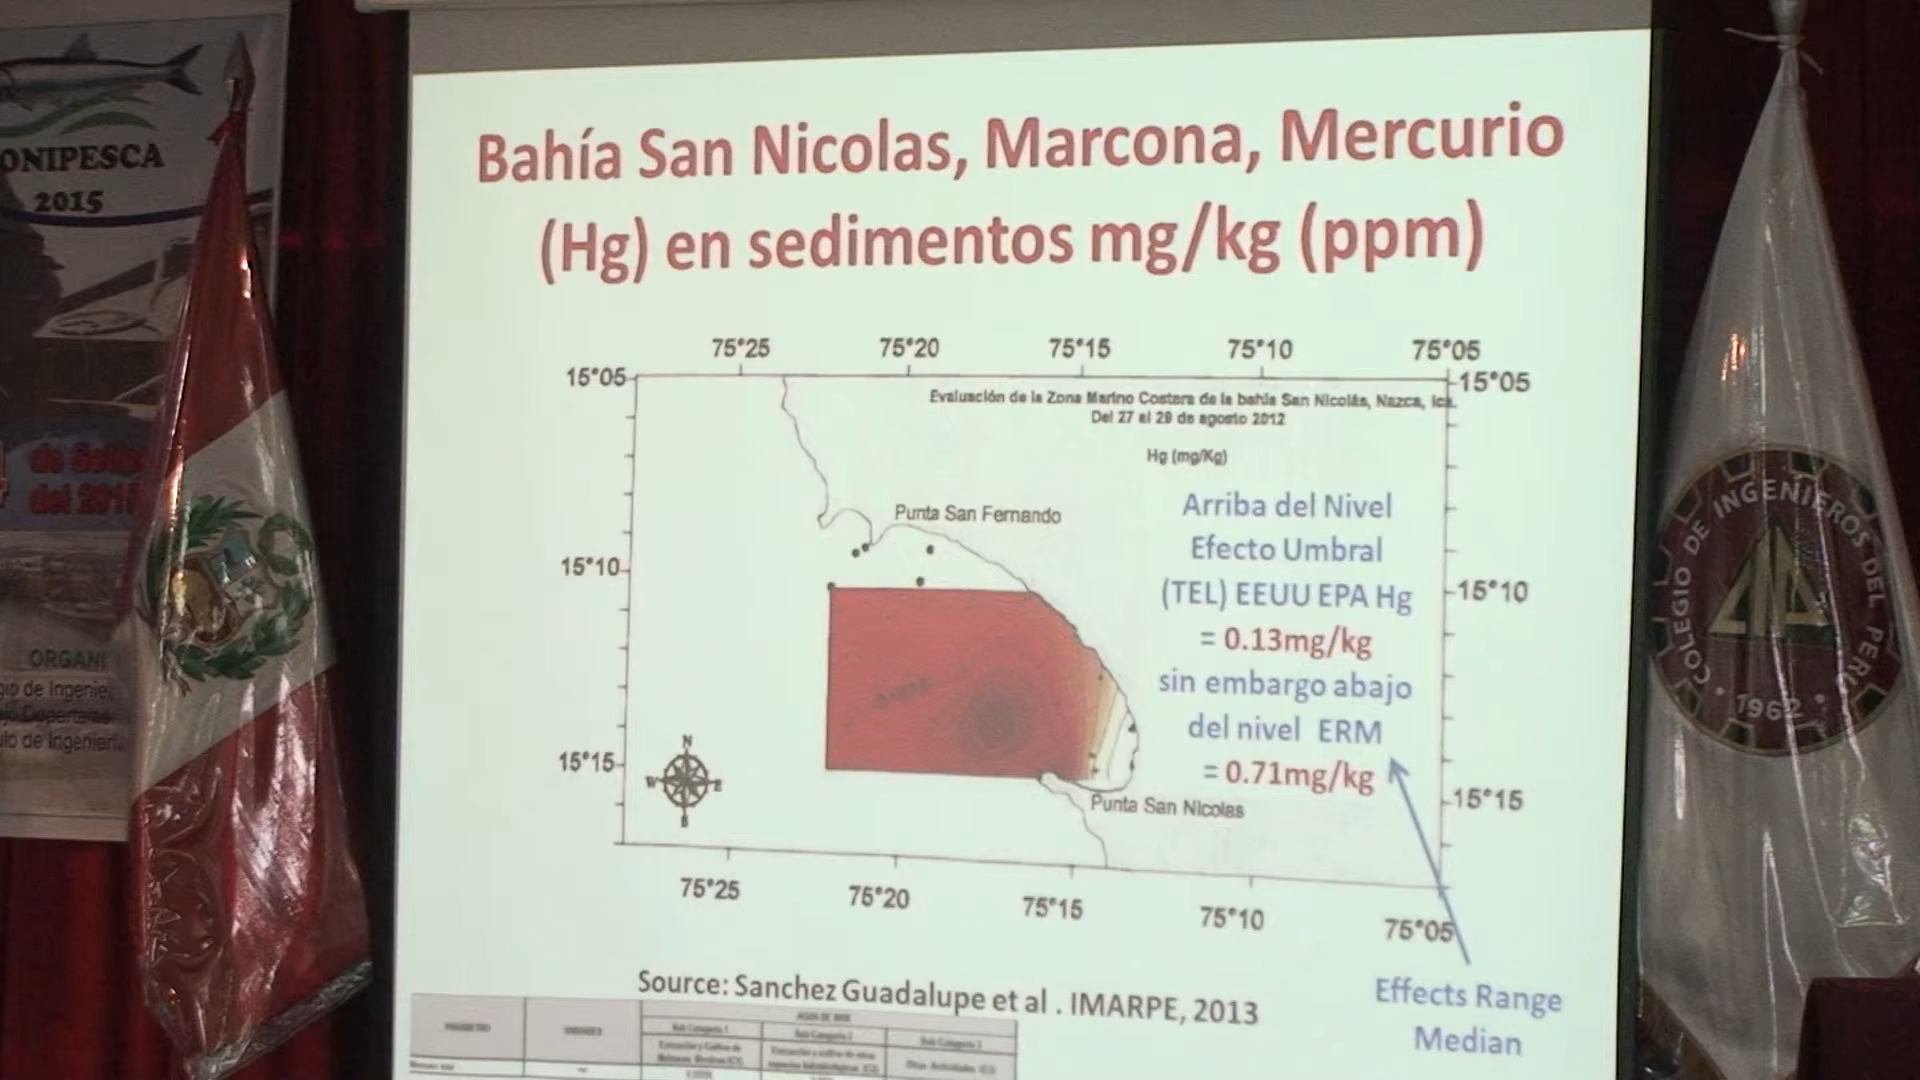 ONIPESCA
2015
ORGANI
Bahía San Nicolas, Marcona, Mercurio
(Hg) en sedimentos mg/kg (ppm)
75°25 75°20 75°15 75°10 75°05
15°05 15°05
Evaluación de la Zona Marino Costera de la bahía San Nicolás, Nazca, Ica.
Del 27 al 29 de agosto 2012
Hg (mg/Kg)
Punta San Fernando
Arriba del Nivel
Efecto Umbral
(TEL) EEUU EPA Hg
= 0.13mg/kg
sin embargo abajo
del nivel ERM
= 0.71mg/kg
15°10 15°10
15°15 15°15
N
W E
S
Punta San Nicolas
75°25 75°20 75°15 75°10 75°05
Source: Sanchez Guadalupe et al . IMARPE, 2013
Effects Range
Median
COLEGIO DE INGENIEROS DEL PERU
• 1962 •